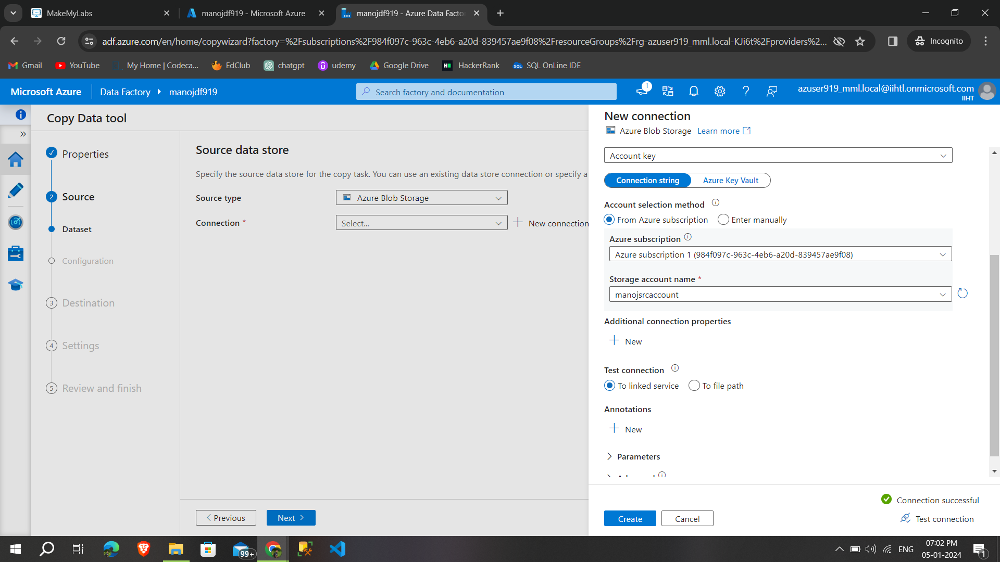 MakeMyLabs
manojdf919 - Microsoft Azure
manojdf919 - Azure Data Facto
adf.azure.com/en/home/copywizard?factory=%2Fsubscriptions%2F984f097c-963c-4eb6-a20d-839457ae9f08%2FresourceGroups%2Frg-azuser919_mml.local-KJi6t%2Fproviders%2...
Incognito
Gmail
YouTube
My Home | Codeca...
EdClub
chatgpt
udemy
Google Drive
HackerRank
SQL OnLine IDE
Microsoft Azure
Data Factory
manojdf919
Search factory and documentation
1
azuser919_mml.local@iihtl.onmicrosoft.com
IIHT
Copy Data tool
Properties
2 Source
Dataset
Configuration
3 Destination
4 Settings
5 Review and finish
Source data store
Specify the source data store for the copy task. You can use an existing data store connection or specify a
Source type
Azure Blob Storage
Connection *
Select...
New connection
Previous
Next
New connection
Azure Blob Storage Learn more
Account key
Connection string
Azure Key Vault
Account selection method
From Azure subscription
Enter manually
Azure subscription
Azure subscription 1 (984f097c-963c-4eb6-a20d-839457ae9f08)
Storage account name *
manojsrcaccount
Additional connection properties
New
Test connection
To linked service
To file path
Annotations
New
Parameters
Connection successful
Create
Cancel
Test connection
99+
ENG
07:02 PM
05-01-2024
1